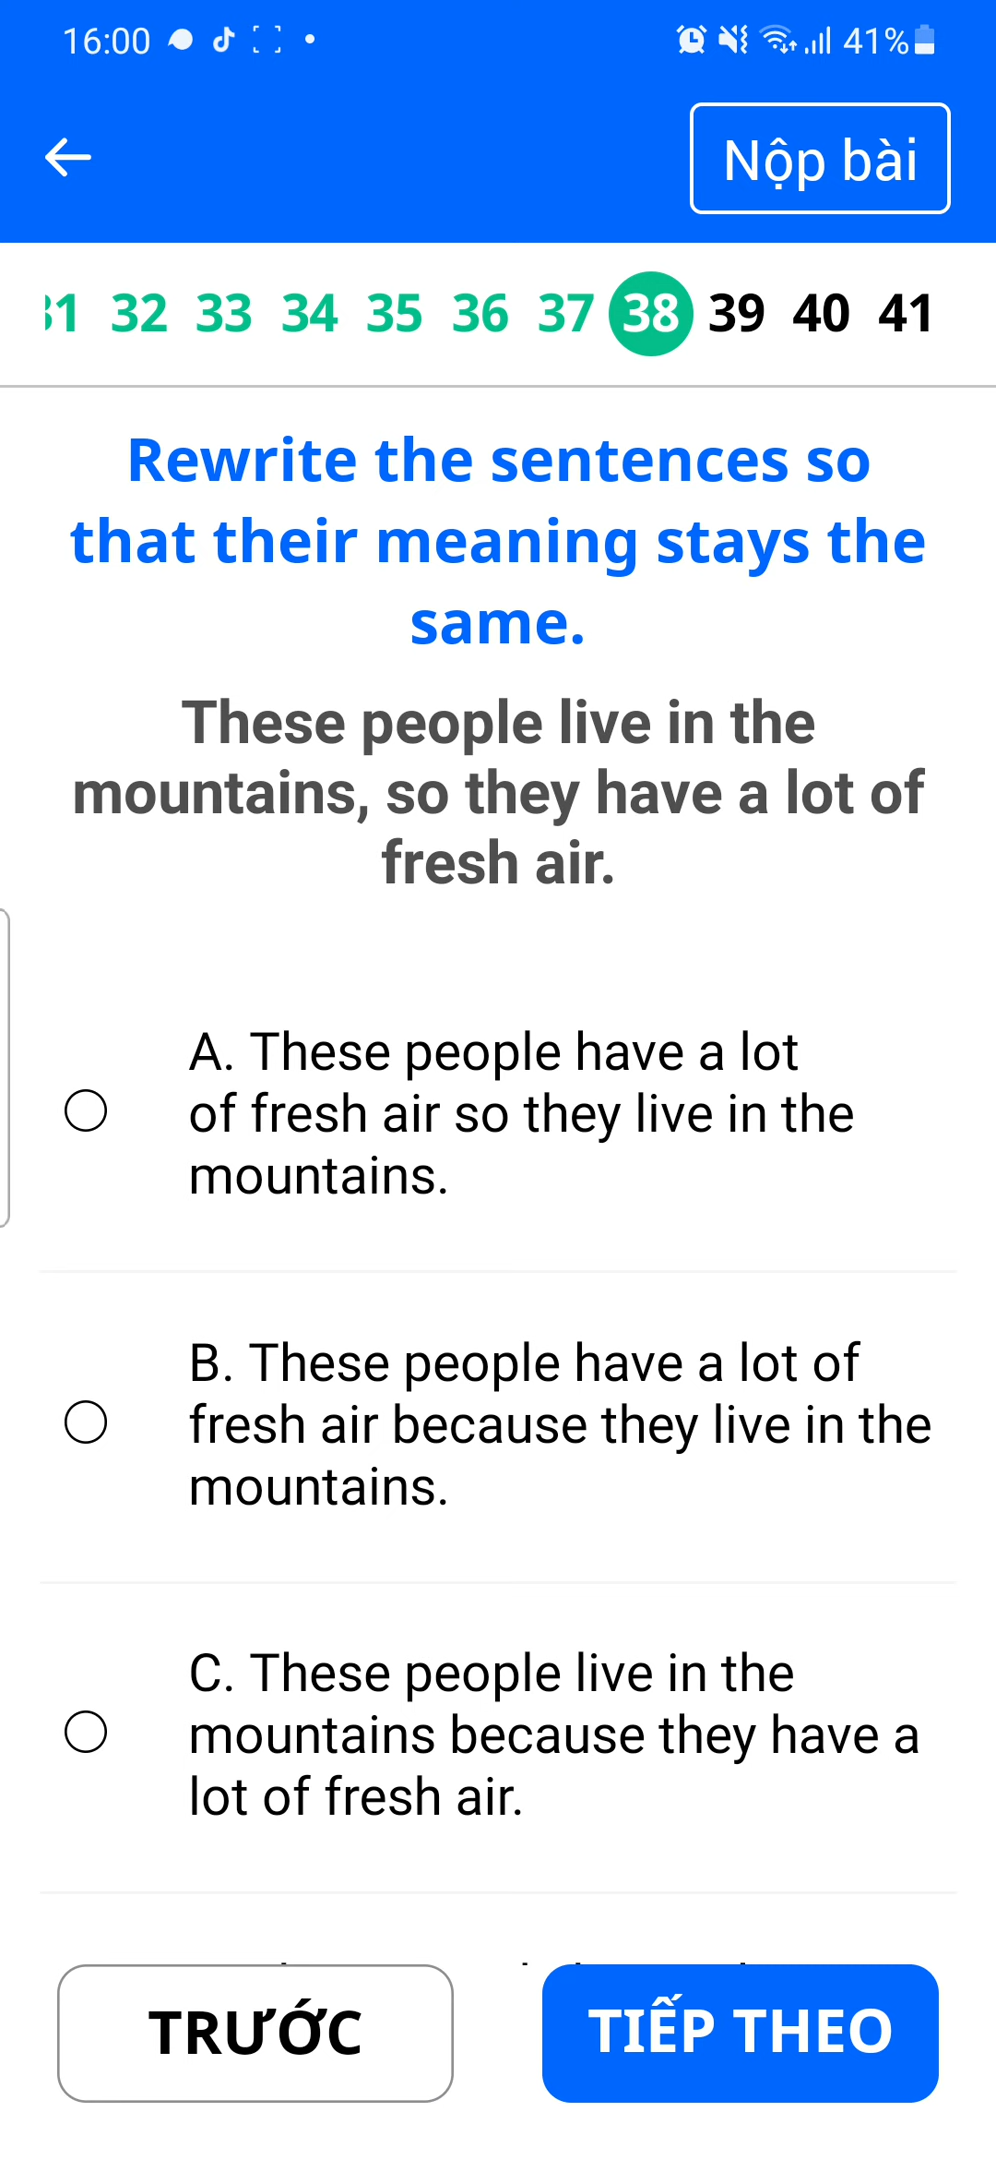 16:00
41%
Nộp bài
31 32 33 34 35 36 37 38 39 40 41
Rewrite the sentences so
that their meaning stays the
same.
These people live in the
mountains, so they have a lot of
fresh air.
A. These people have a lot
of fresh air so they live in the
mountains.
B. These people have a lot of
fresh air because they live in the
mountains.
C. These people live in the
mountains because they have a
lot of fresh air.
TRƯỚC
TIẾP THEO